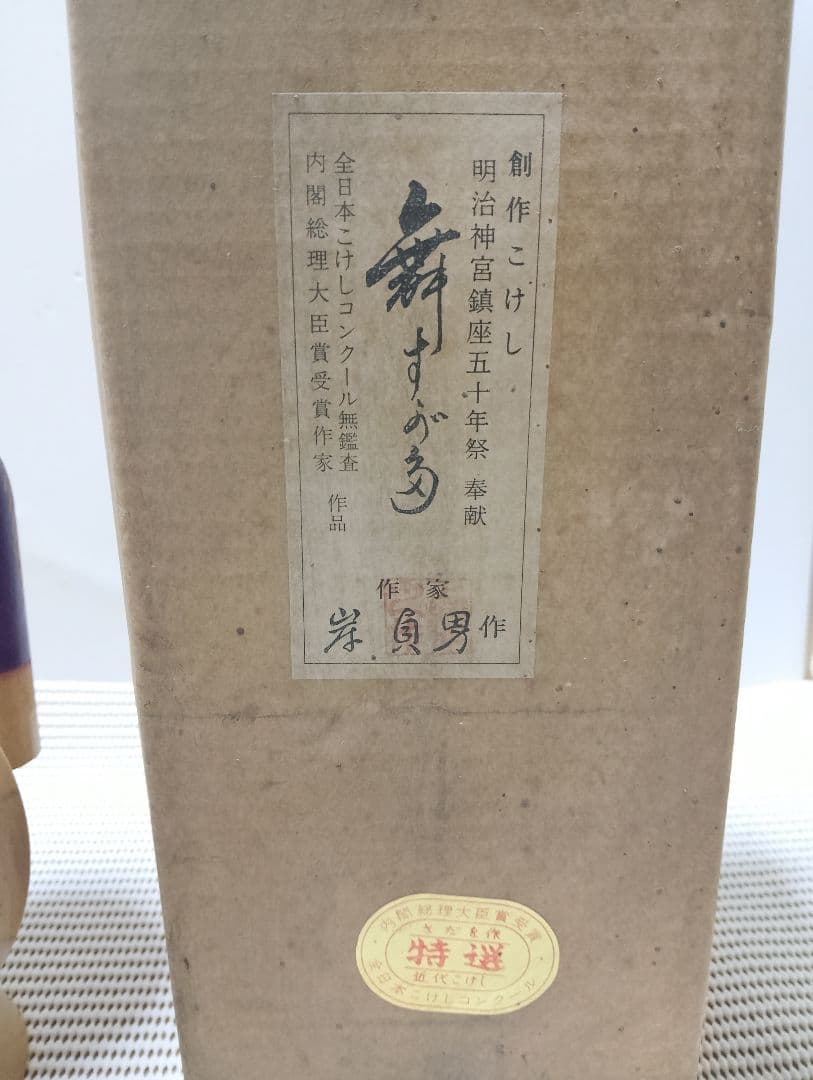 創作こけし
明治神宮鎮座五十年祭 奉献
舞すがた
全日本こけしコンクール無鑑査
内閣総理大臣賞受賞作家 作品
作家
岸 貞男 作
内閣総理大臣賞受賞
さだを作
特選
近代こけし
全日本こけしコンクール